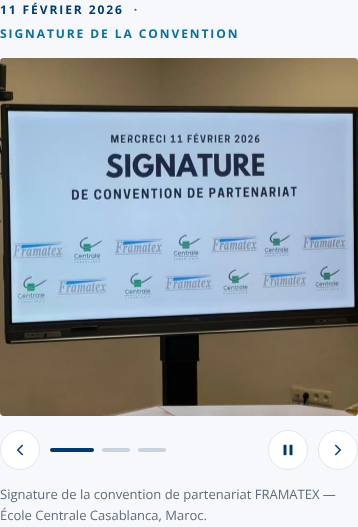 11 FÉVRIER 2026 ·
SIGNATURE DE LA CONVENTION
MERCREDI 11 FÉVRIER 2026
SIGNATURE
DE CONVENTION DE PARTENARIAT
Framatex Centrale Framatex Centrale Framatex Centrale Framatex
Centrale Framatex Centrale Framatex Centrale Framatex Centrale
Signature de la convention de partenariat FRAMATEX —
École Centrale Casablanca, Maroc.